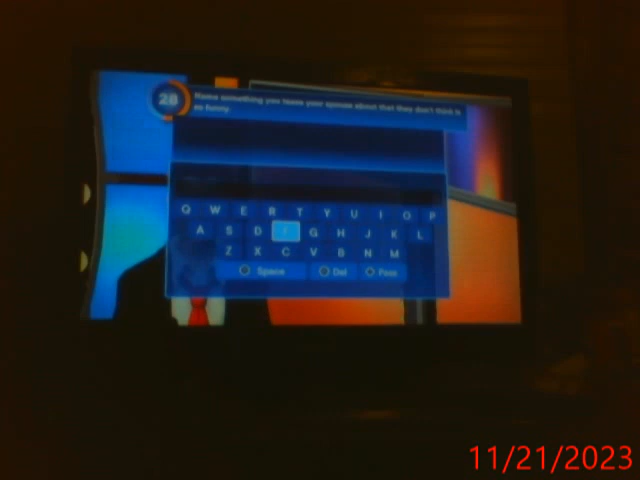 28
Name something you tease your spouse about that they don't think is
so funny.
Q W E R T Y U I O P
A S D F G H J K L
Z X C V B N M
Space Del Pass
11/21/2023